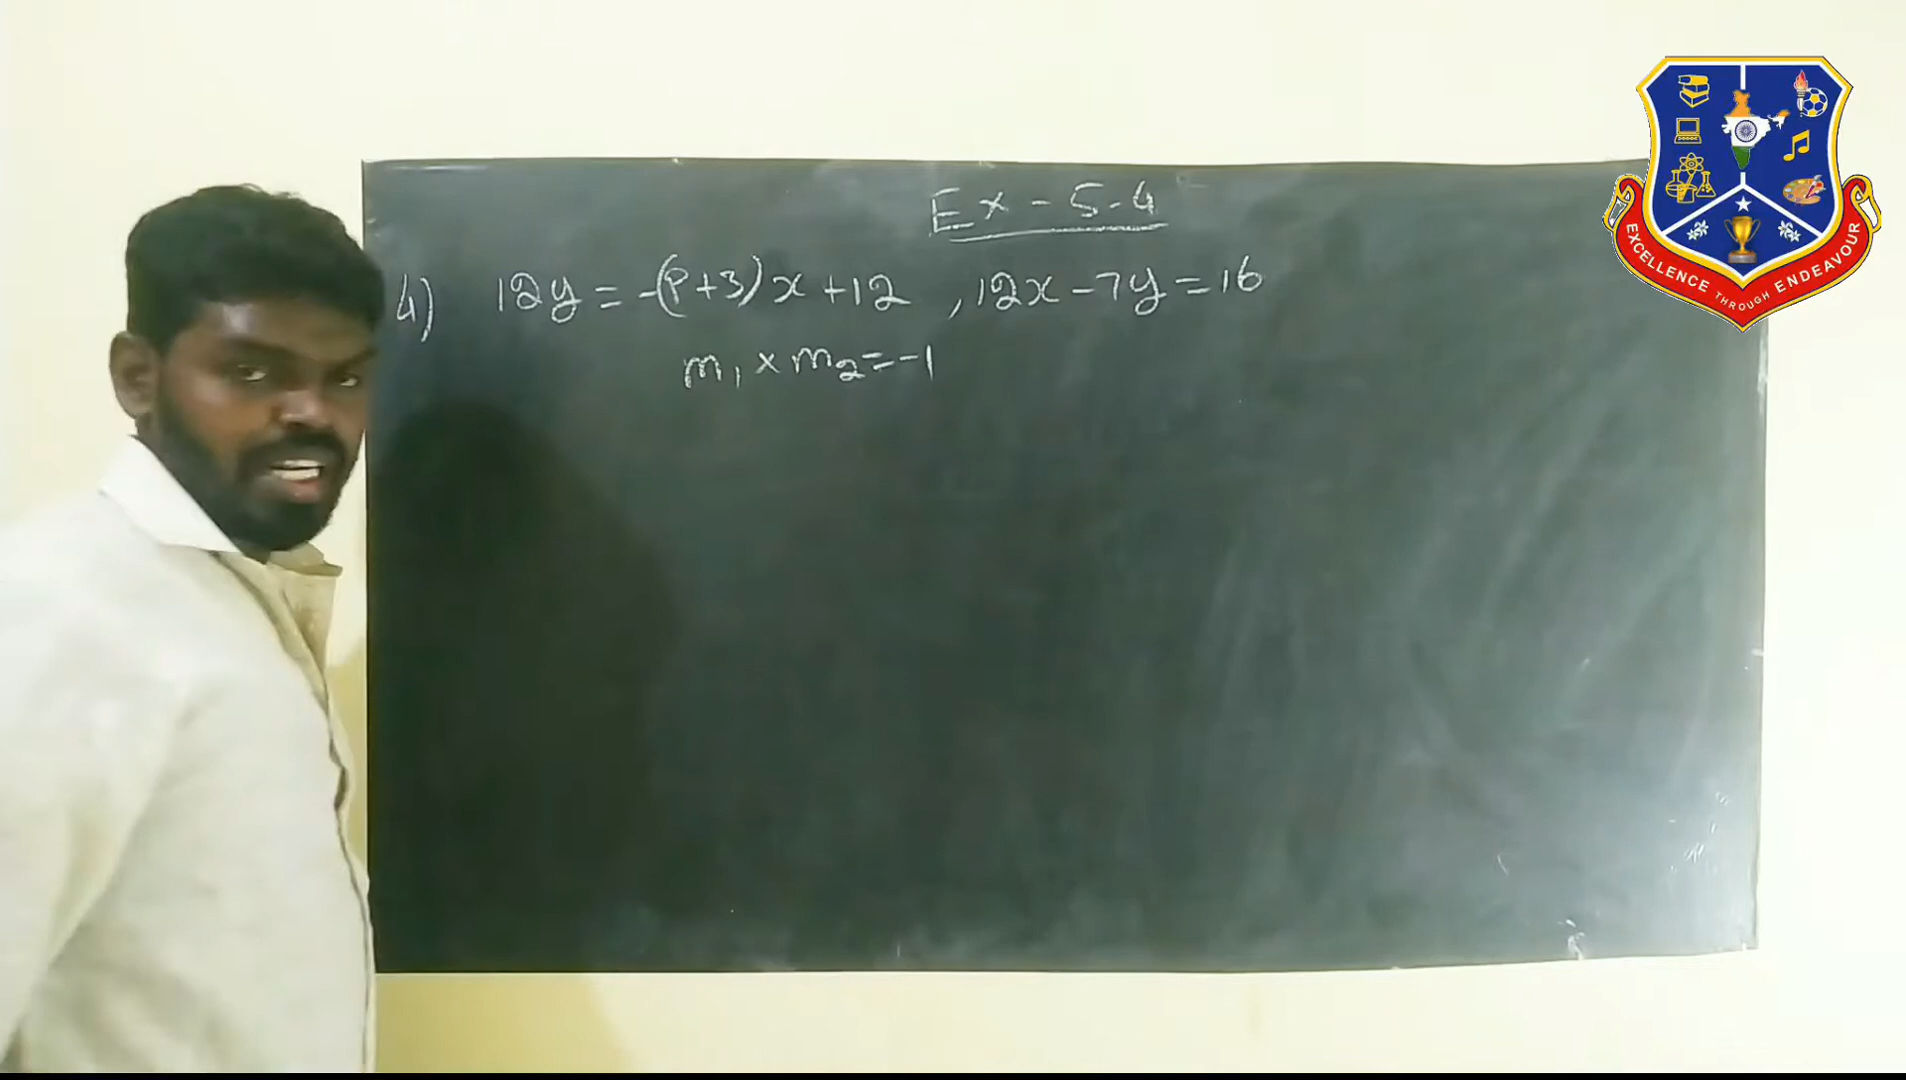 Ex - 5.4
4) 12y = -(P+3)x + 12 , 12x - 7y = 16
m₁ × m₂ = -1
EXCELLENCE THROUGH ENDEAVOUR